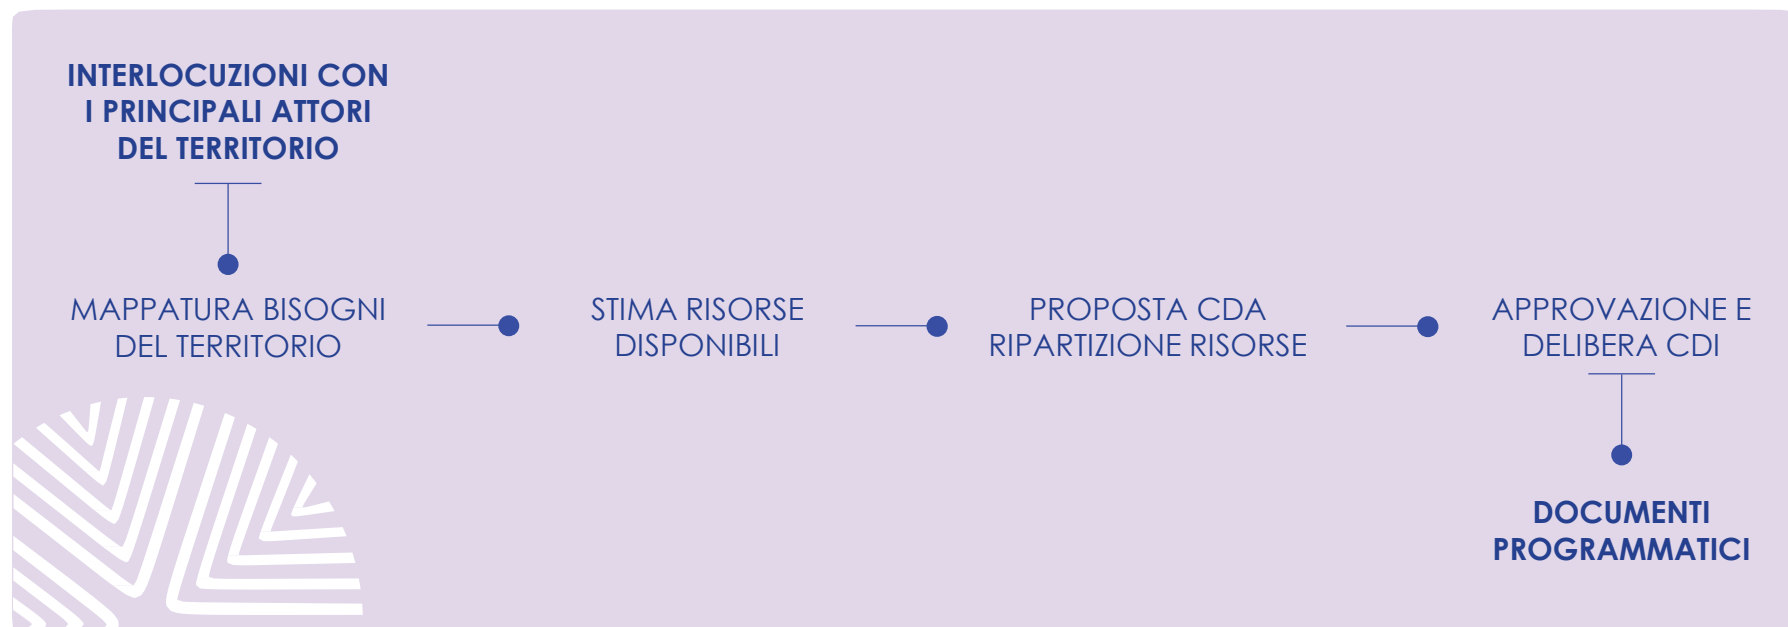 INTERLOCUZIONI CON
I PRINCIPALI ATTORI
DEL TERRITORIO
MAPPATURA BISOGNI
DEL TERRITORIO
STIMA RISORSE
DISPONIBILI
PROPOSTA CDA
RIPARTIZIONE RISORSE
APPROVAZIONE E
DELIBERA CDI
DOCUMENTI
PROGRAMMATICI